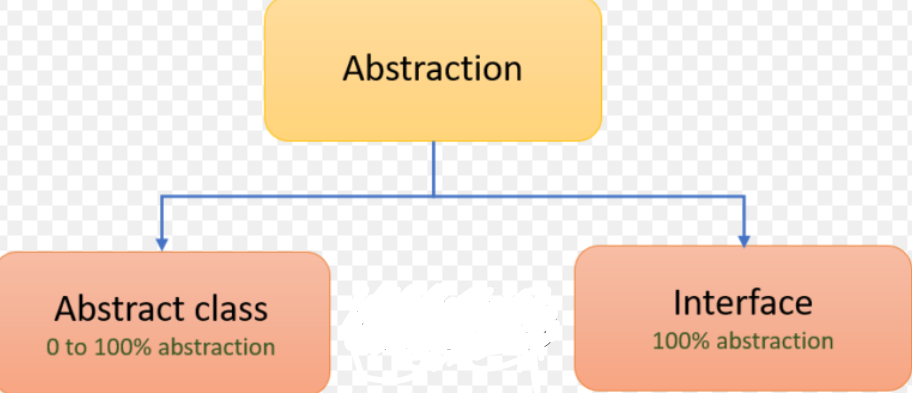 Abstraction
Abstract class
0 to 100% abstraction
Interface
100% abstraction